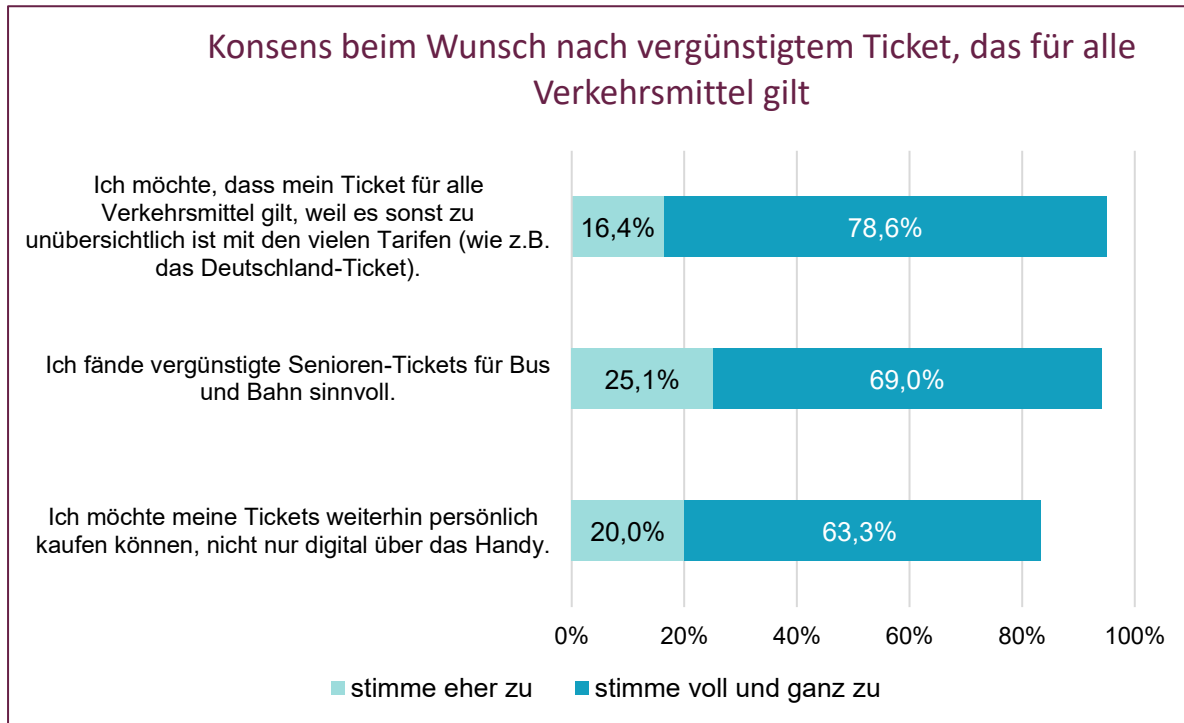 Konsens beim Wunsch nach vergünstigtem Ticket, das für alle
Verkehrsmittel gilt
Ich möchte, dass mein Ticket für alle
Verkehrsmittel gilt, weil es sonst zu
unübersichtlich ist mit den vielen Tarifen (wie z.B.
das Deutschland-Ticket).
16,4%
78,6%
Ich fände vergünstigte Senioren-Tickets für Bus
und Bahn sinnvoll.
25,1%
69,0%
Ich möchte meine Tickets weiterhin persönlich
kaufen können, nicht nur digital über das Handy.
20,0%
63,3%
0%
20%
40%
60%
80%
100%
stimme eher zu
stimme voll und ganz zu